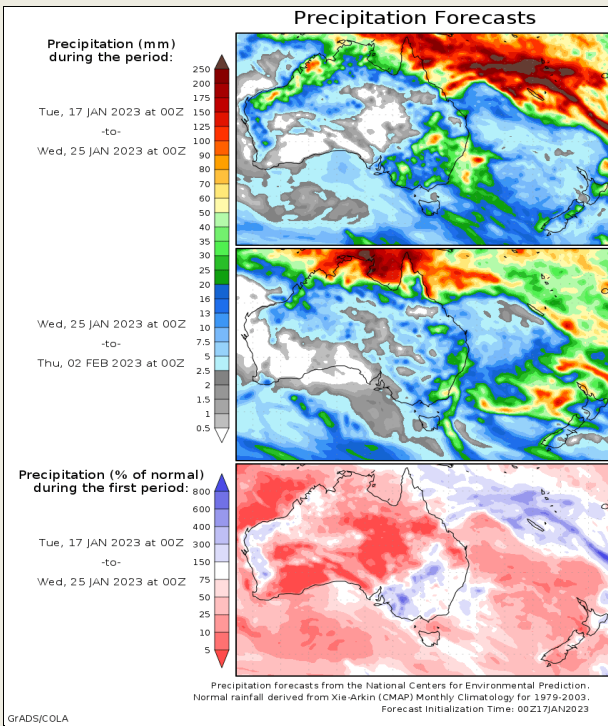 Precipitation Forecasts
Precipitation (mm)
during the period:
Tue, 17 JAN 2023 at 00Z
-to-
Wed, 25 JAN 2023 at 00Z
250
200
175
150
125
100
90
80
70
60
50
40
35
30
25
20
16
13
10
7.5
5
2.5
2
1.5
1
0.5
Wed, 25 JAN 2023 at 00Z
-to-
Thu, 02 FEB 2023 at 00Z
Precipitation (% of normal)
during the first period:
Tue, 17 JAN 2023 at 00Z
-to-
Wed, 25 JAN 2023 at 00Z
800
600
400
300
150
75
50
25
10
5
Precipitation forecasts from the National Centers for Environmental Prediction.
Normal rainfall derived from Xie-Arkin (CMAP) Monthly Climatology for 1979-2003.
Forecast Initialization Time: 00Z17JAN2023
GrADS/COLA